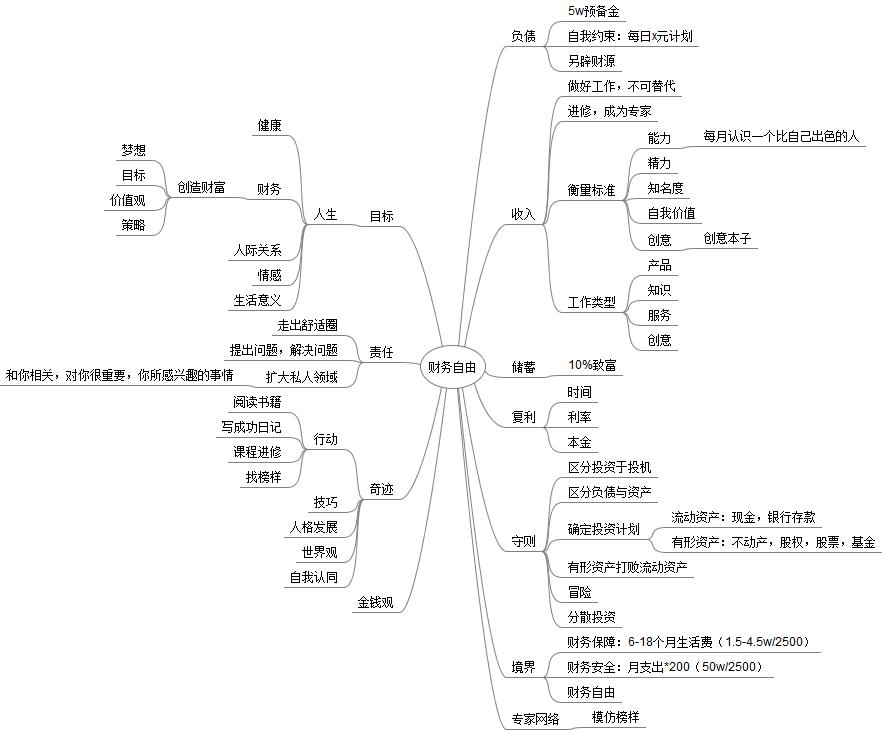 财务自由
负债
5w预备金
自我约束：每日x元计划
另辟财源
收入
做好工作，不可替代
进修，成为专家
衡量标准
能力
每月认识一个比自己出色的人
精力
知名度
自我价值
创意
创意本子
工作类型
产品
知识
服务
创意
储蓄
10%致富
复利
时间
利率
本金
守则
区分投资于投机
区分负债与资产
确定投资计划
流动资产：现金，银行存款
有形资产：不动产，股权，股票，基金
有形资产打败流动资产
冒险
分散投资
境界
财务保障：6-18个月生活费（1.5-4.5w/2500）
财务安全：月支出*200（50w/2500）
财务自由
专家网络
模仿榜样
目标
人生
健康
财务
创造财富
梦想
目标
价值观
策略
人际关系
情感
生活意义
责任
走出舒适圈
提出问题，解决问题
扩大私人领域
和你相关，对你很重要，你所感兴趣的事情
奇迹
行动
阅读书籍
写成功日记
课程进修
找榜样
技巧
人格发展
世界观
自我认同
金钱观